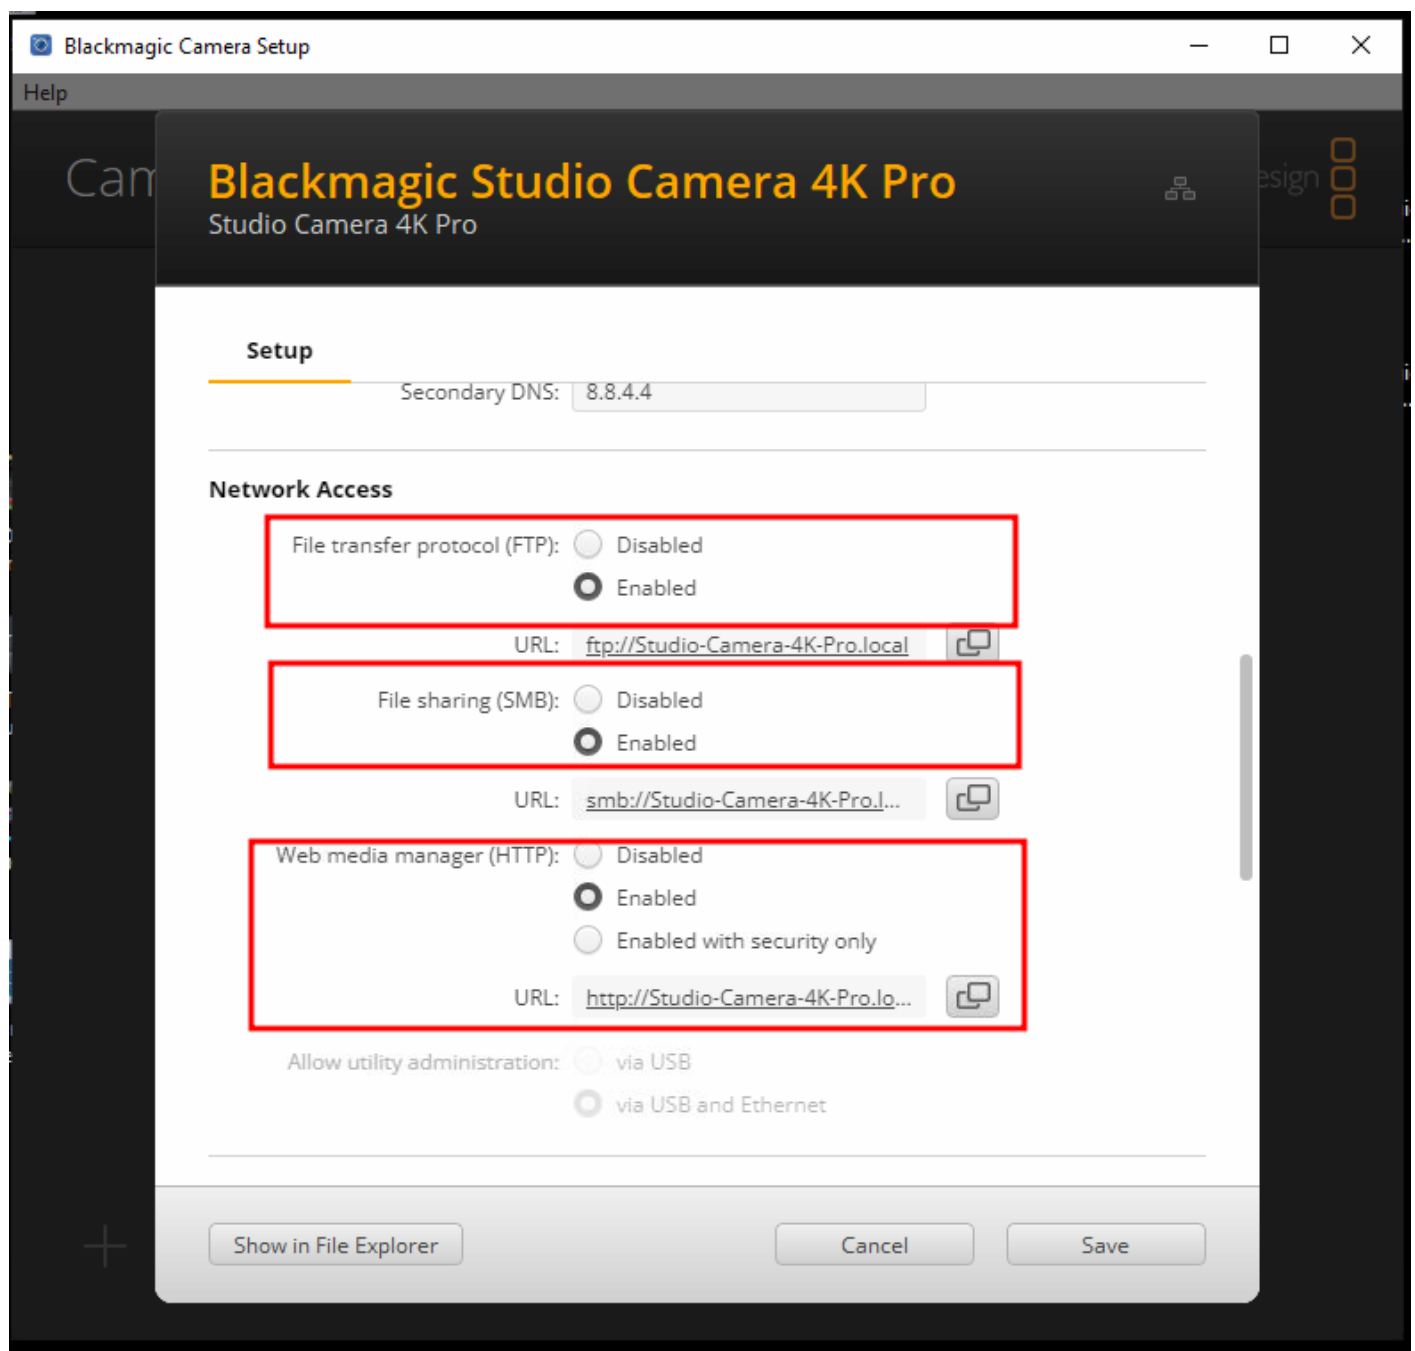 Blackmagic Camera Setup
Help
Cam
Blackmagic Studio Camera 4K Pro
esign
Studio Camera 4K Pro
Setup
Secondary DNS: 8.8.4.4
Network Access
File transfer protocol (FTP): Disabled
Enabled
URL: ftp://Studio-Camera-4K-Pro.local
File sharing (SMB): Disabled
Enabled
URL: smb://Studio-Camera-4K-Pro.l...
Web media manager (HTTP): Disabled
Enabled
Enabled with security only
URL: http://Studio-Camera-4K-Pro.lo...
Allow utility administration: via USB
via USB and Ethernet
Show in File Explorer
Cancel
Save